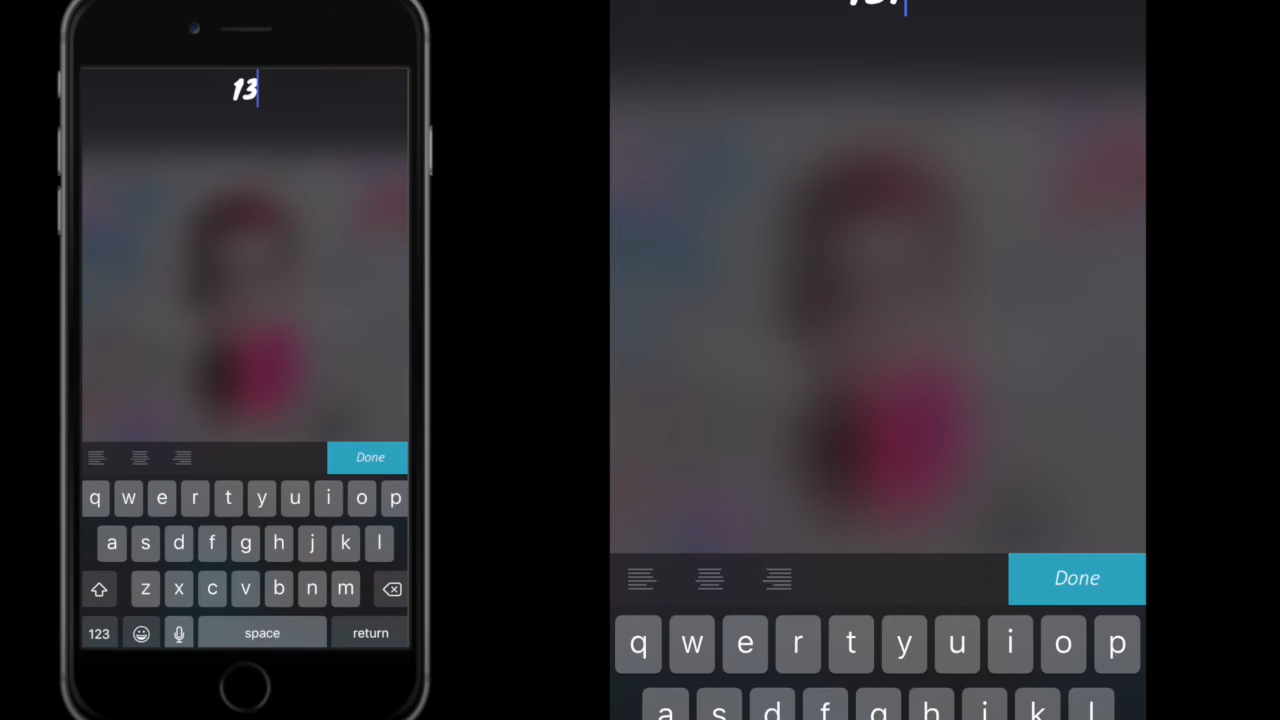 13
Done
q w e r t y u i o p
a s d f g h j k l
z x c v b n m
123 space return
Done
q w e r t y u i o p
a s d f g h j k l